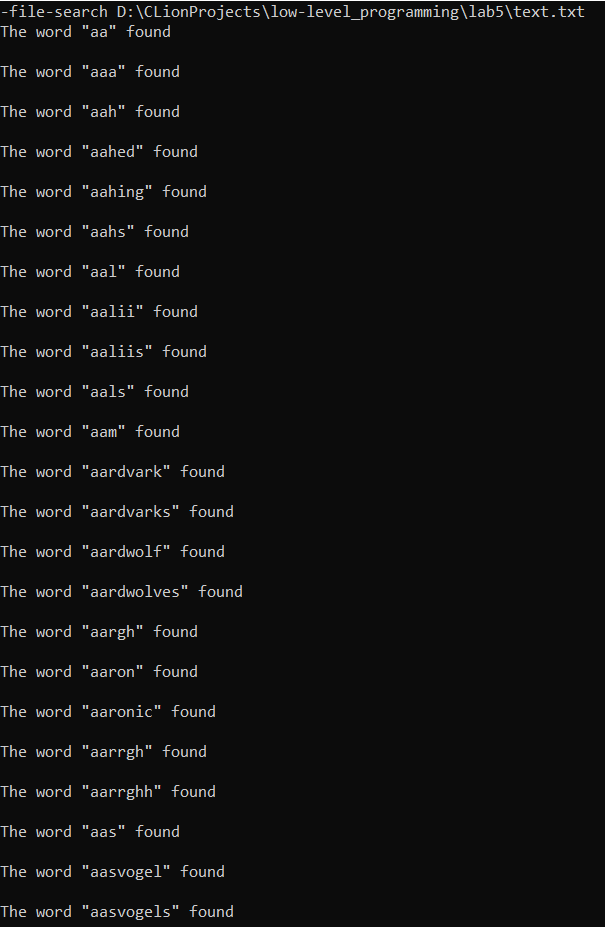 -file-search D:\CLionProjects\low-level_programming\lab5\text.txt
The word "aa" found
The word "aaa" found
The word "aah" found
The word "aahed" found
The word "aahing" found
The word "aahs" found
The word "aal" found
The word "aalii" found
The word "aaliis" found
The word "aals" found
The word "aam" found
The word "aardvark" found
The word "aardvarks" found
The word "aardwolf" found
The word "aardwolves" found
The word "aargh" found
The word "aaron" found
The word "aaronic" found
The word "aarrgh" found
The word "aarrghh" found
The word "aas" found
The word "aasvogel" found
The word "aasvogels" found